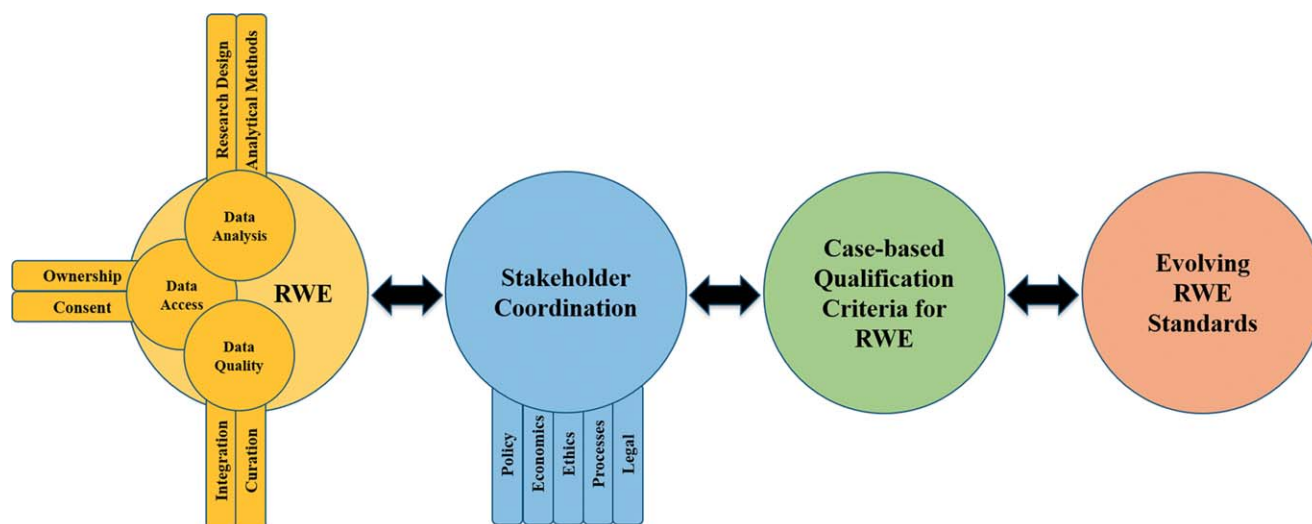 Research Design
Analytical Methods
Data
Analysis
Ownership
Consent
Data
Access
RWE
Data
Quality
Integration
Curation
Stakeholder
Coordination
Policy
Economics
Ethics
Processes
Legal
Case-based
Qualification
Criteria for
RWE
Evolving
RWE
Standards